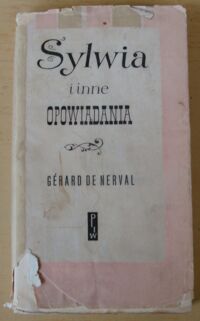 Sylwia
i inne
OPOWIADANIA
GÉRARD DE NERVAL
PIW